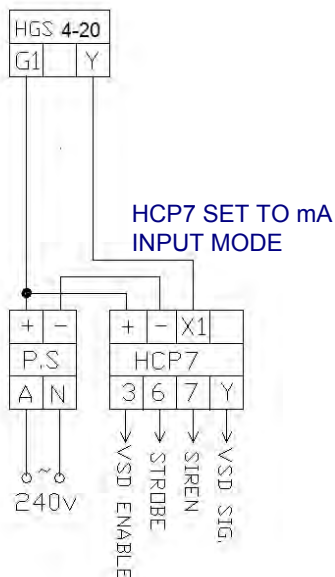 HGS 4-20
G1 Y
HCP7 SET TO mA
INPUT MODE
+ - + - X1
P.S HCP7
A N 3 6 7 Y
~
240v
VSD ENABLE
STROBE
SIREN
VSD SIG.